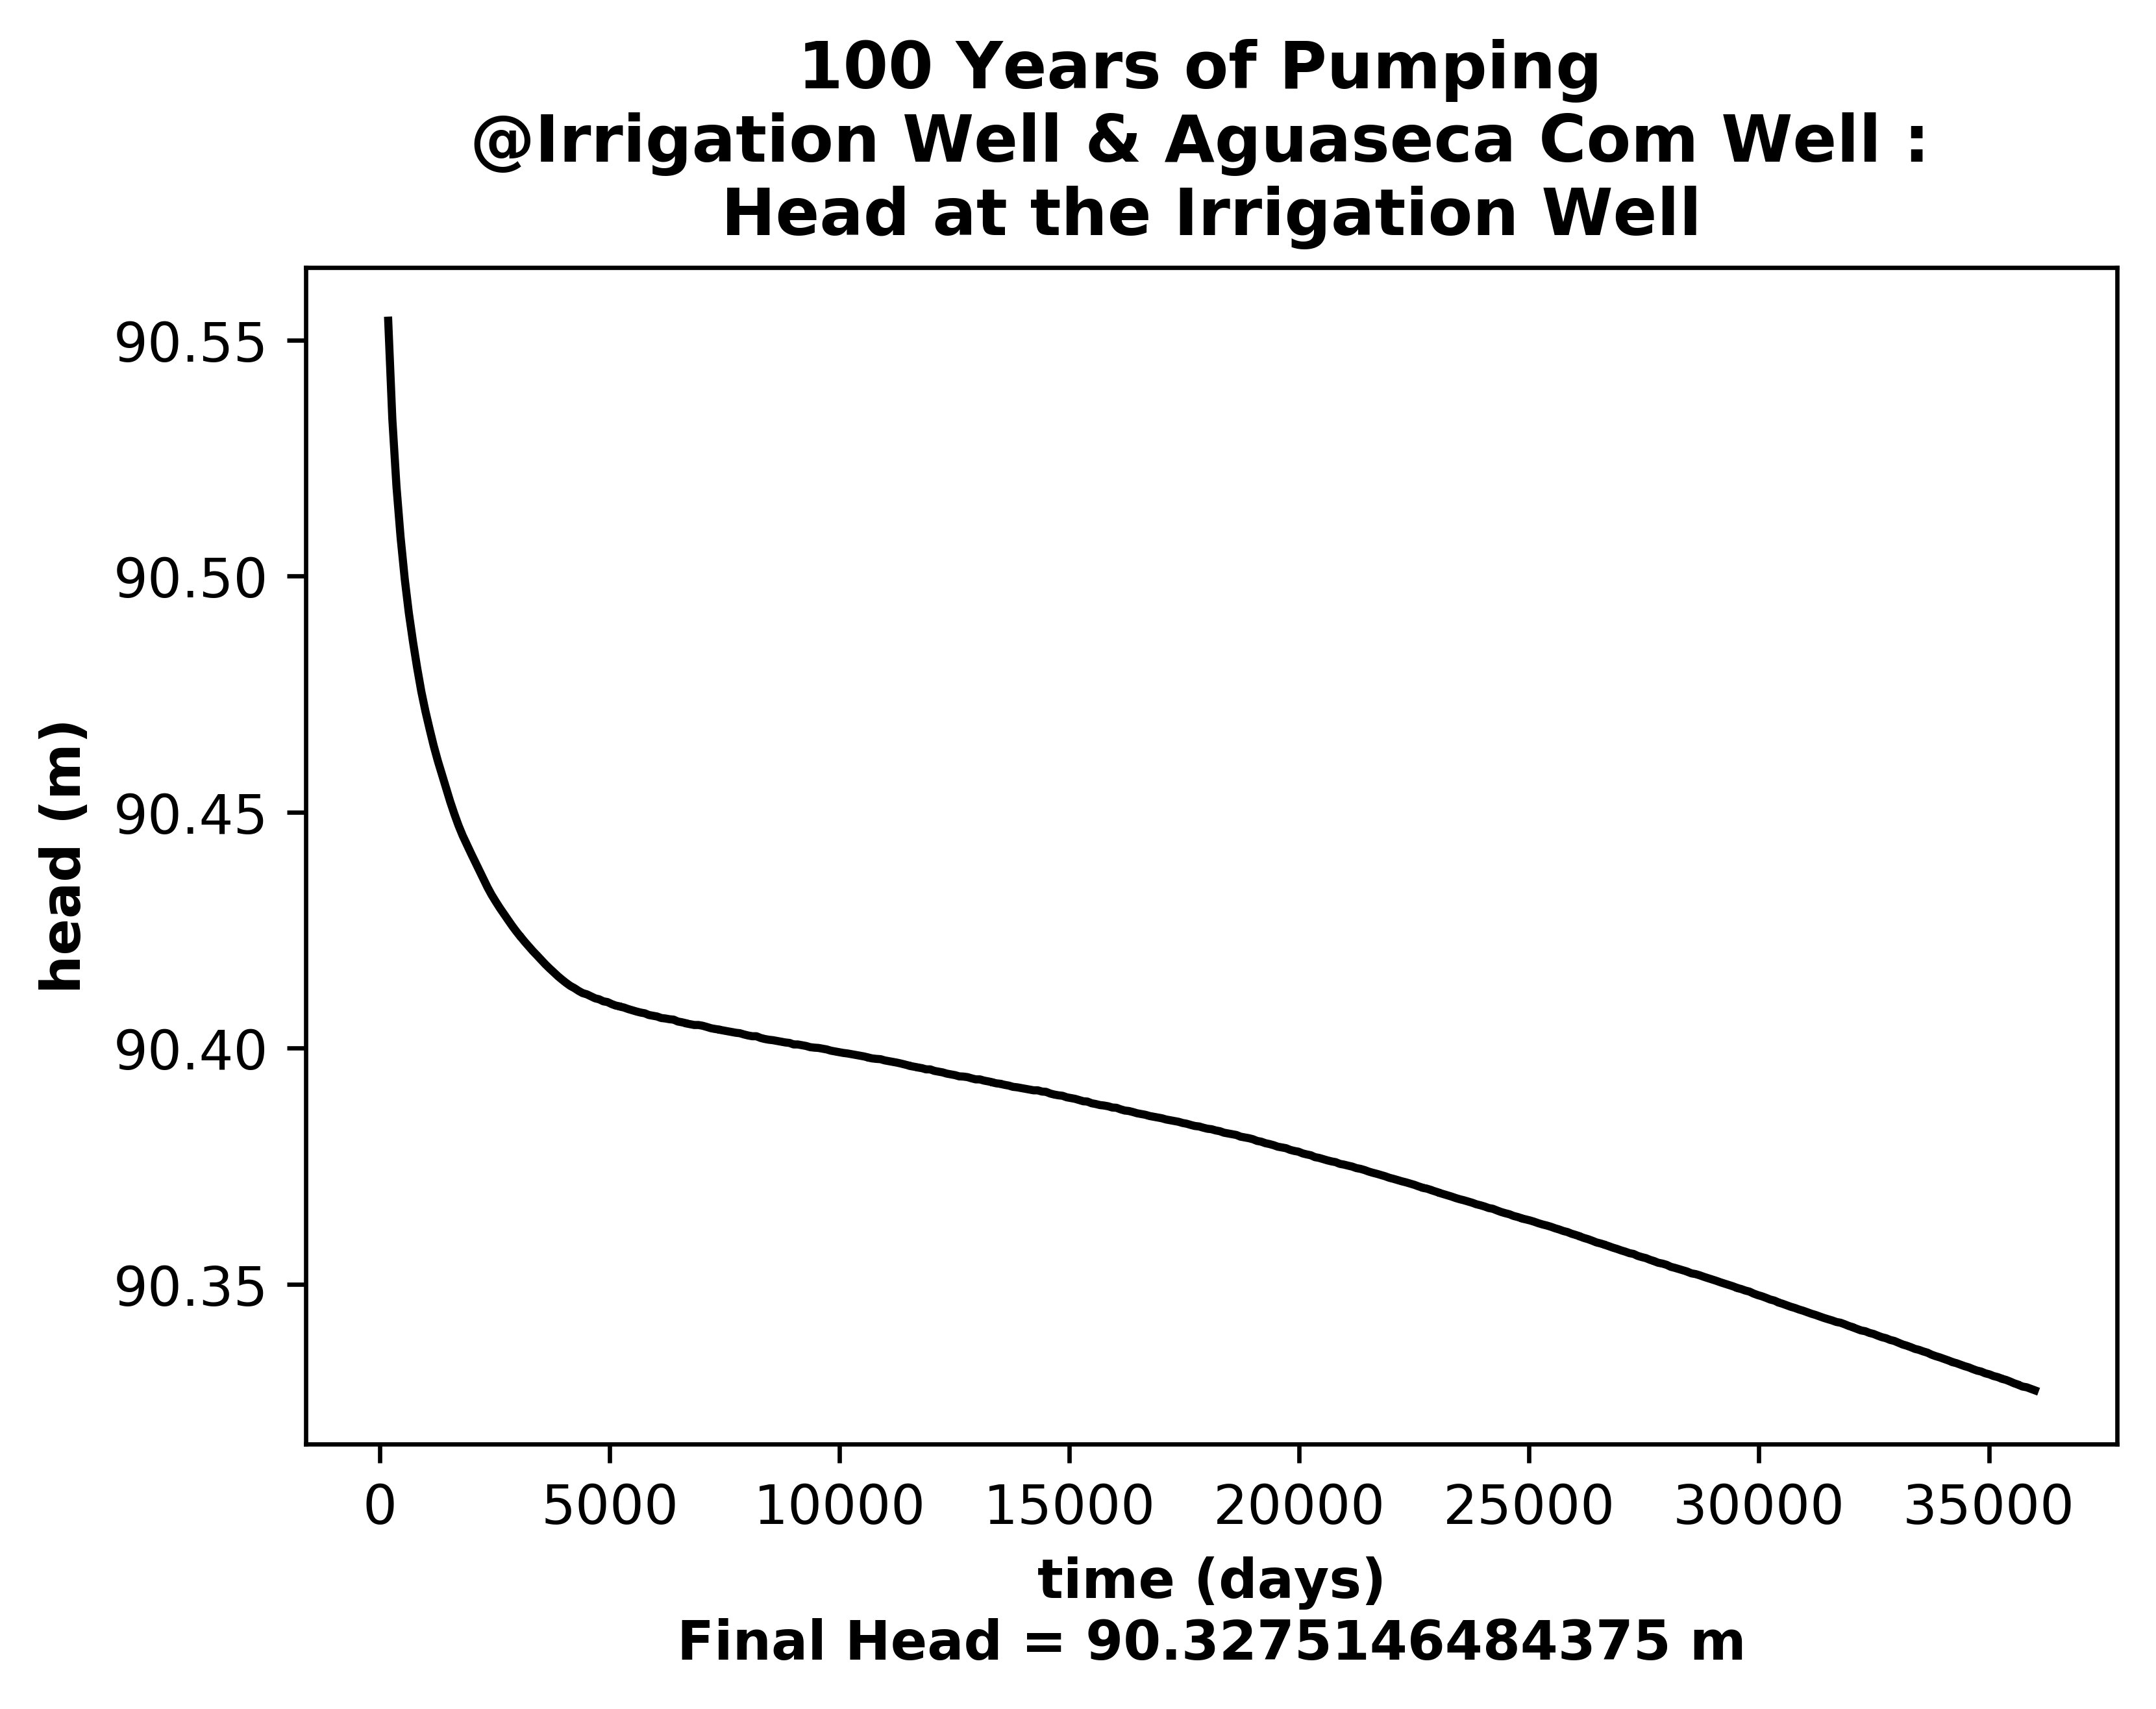 100 Years of Pumping
@Irrigation Well & Aguaseca Com Well :
Head at the Irrigation Well
90.55
90.50
90.45
90.40
90.35
head (m)
0 5000 10000 15000 20000 25000 30000 35000
time (days)
Final Head = 90.3275146484375 m